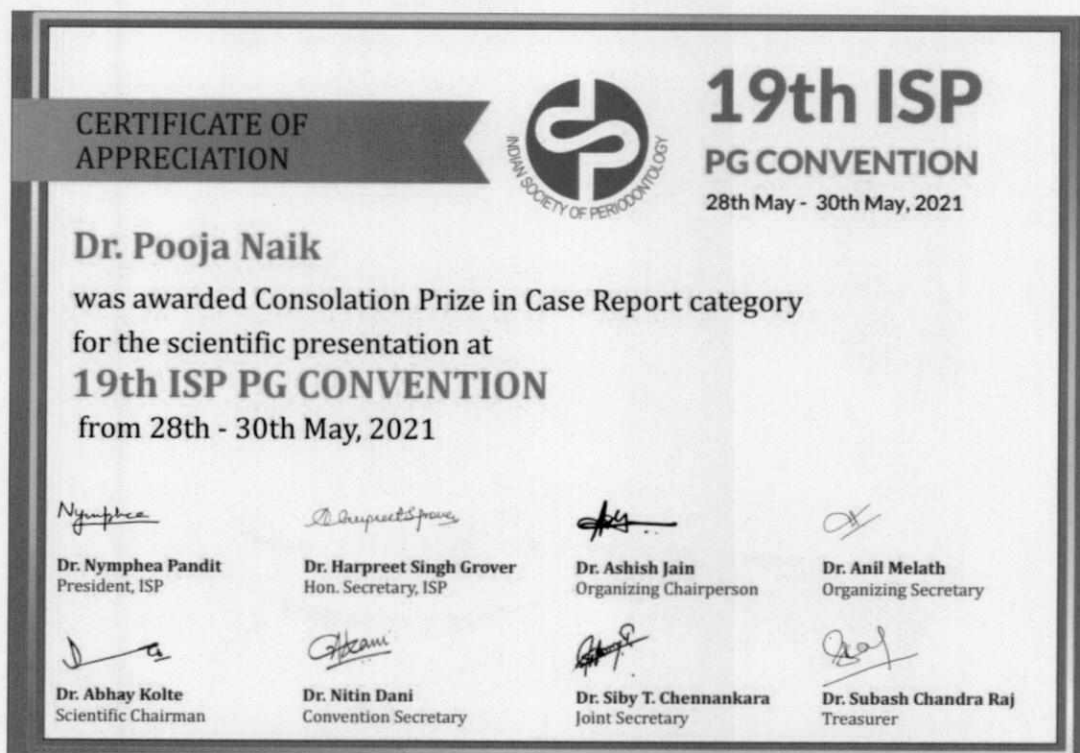 CERTIFICATE OF
APPRECIATION
INDIAN SOCIETY OF PERIODONTOLOGY
19th ISP
PG CONVENTION
28th May - 30th May, 2021
Dr. Pooja Naik
was awarded Consolation Prize in Case Report category
for the scientific presentation at
19th ISP PG CONVENTION
from 28th - 30th May, 2021
Nymphea
Dr. Nymphea Pandit
President, ISP
Dr. Harpreet Singh Grover
Hon. Secretary, ISP
Dr. Ashish Jain
Organizing Chairperson
Dr. Anil Melath
Organizing Secretary
Dr. Abhay Kolte
Scientific Chairman
Dr. Nitin Dani
Convention Secretary
Dr. Siby T. Chennankara
Joint Secretary
Dr. Subash Chandra Raj
Treasurer